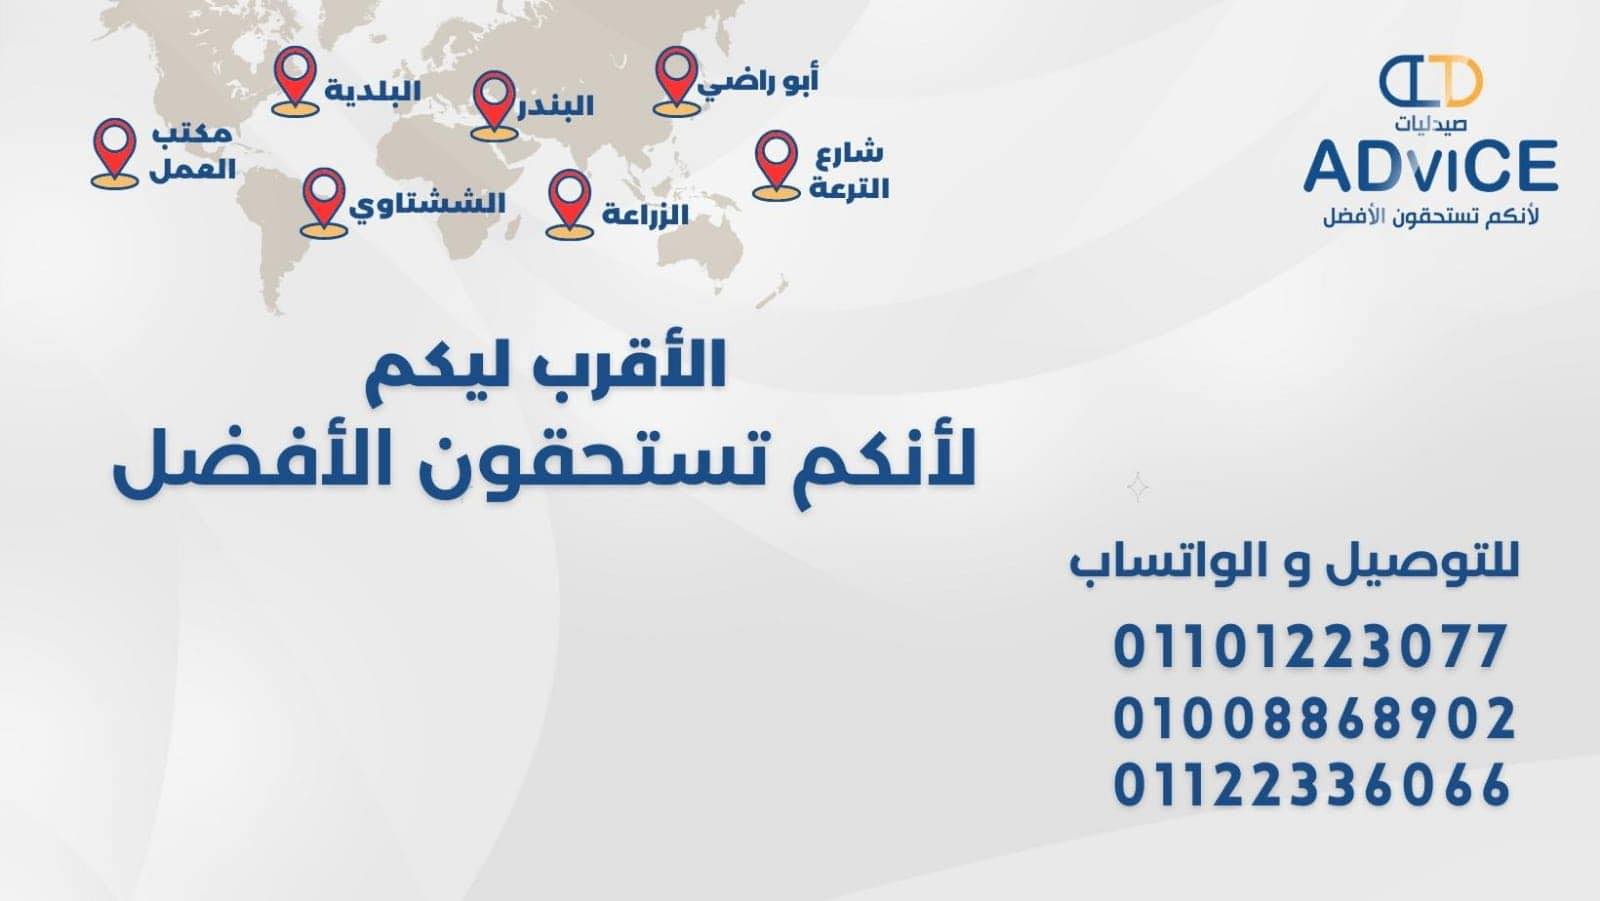 صيدليات
ADViCE
لأنكم تستحقون الأفضل
أبو راضي
البندر
البلدية
مكتب
العمل
شارع
الترعة
الزراعة
الششتاوي
الأقرب ليكم
لأنكم تستحقون الأفضل
للتوصيل و الواتساب
01101223077
01008868902
01122336066